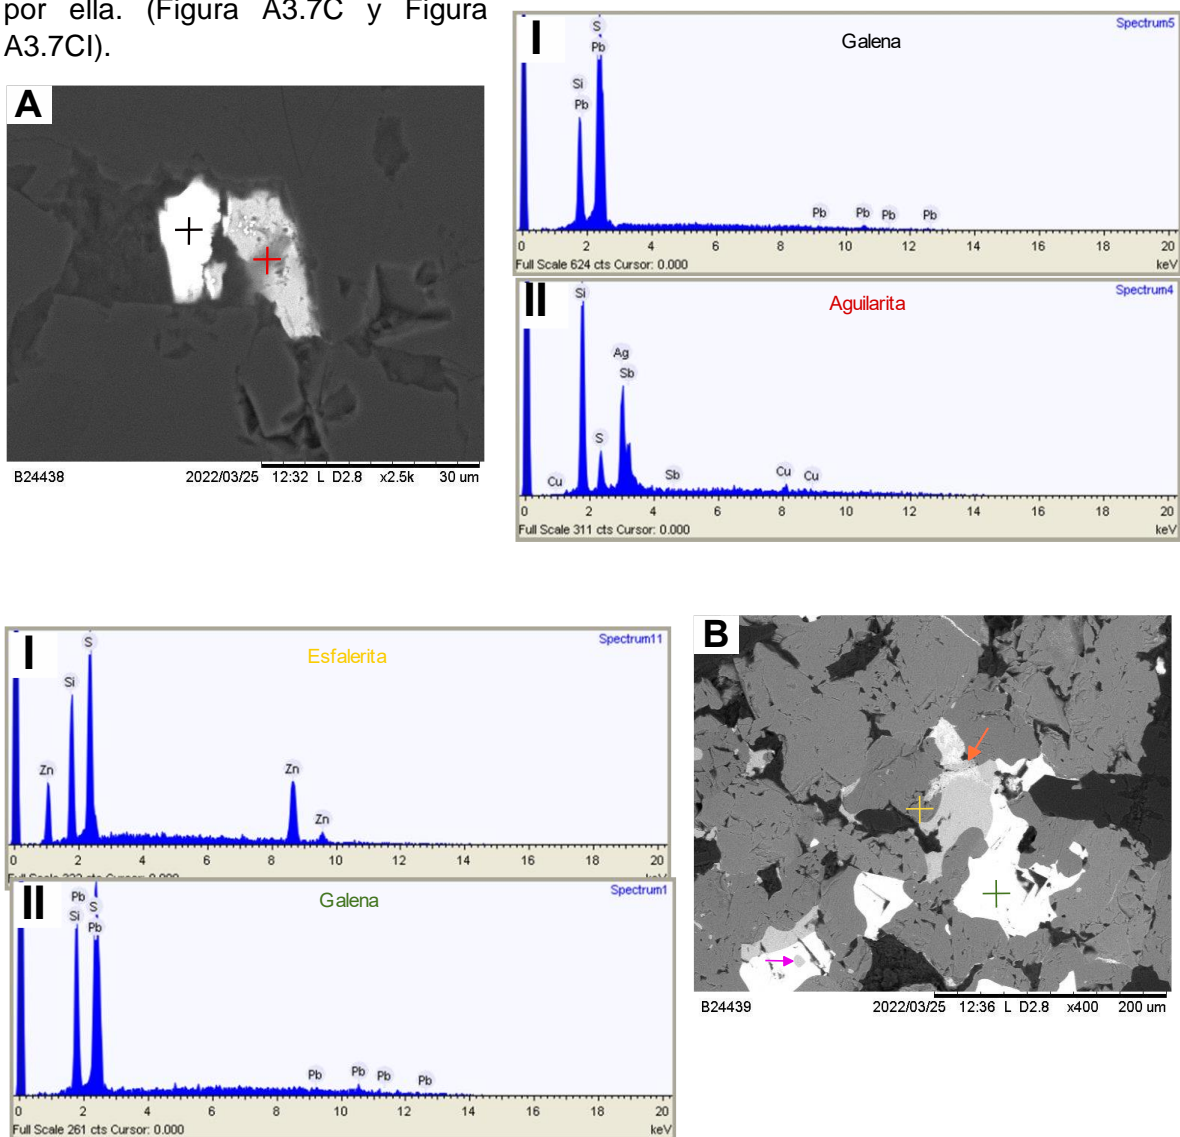 por ella. (Figura A3.7C y Figura
A3.7CI).
A
B24438 2022/03/25 12:32 L D2.8 x2.5k 30 um
I
Galena
Spectrum5
S
Pb
Si
Pb
Pb Pb Pb Pb
0 2 4 6 8 10 12 14 16 18 20
Full Scale 624 cts Cursor: 0.000 keV
II
Aguilarita
Spectrum4
Si
Ag
Sb
S
Cu Sb Cu Cu
0 2 4 6 8 10 12 14 16 18 20
Full Scale 311 cts Cursor: 0.000 keV
I
Esfalerita
Spectrum11
S
Si
Zn Zn
Zn
0 2 4 6 8 10 12 14 16 18 20
II
Galena
Spectrum1
Pb
S
Si
Pb
Pb Pb Pb Pb
0 2 4 6 8 10 12 14 16 18 20
Full Scale 261 cts Cursor: 0.000 keV
B
B24439 2022/03/25 12:36 L D2.8 x400 200 um